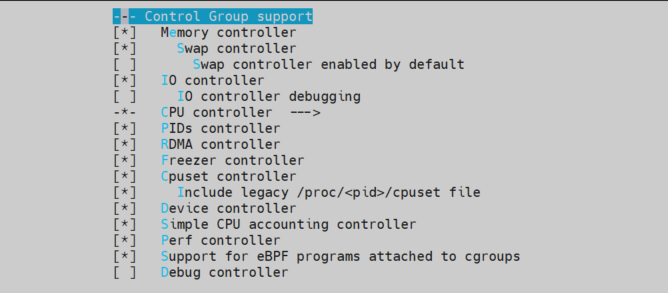 --- Control Group support
[*]   Memory controller
[*]     Swap controller
[ ]       Swap controller enabled by default
[*]   IO controller
[ ]     IO controller debugging
-*-   CPU controller  --->
[*]   PIDs controller
[*]   RDMA controller
[*]   Freezer controller
[*]   Cpuset controller
[*]     Include legacy /proc/<pid>/cpuset file
[*]   Device controller
[*]   Simple CPU accounting controller
[*]   Perf controller
[*]   Support for eBPF programs attached to cgroups
[ ]   Debug controller